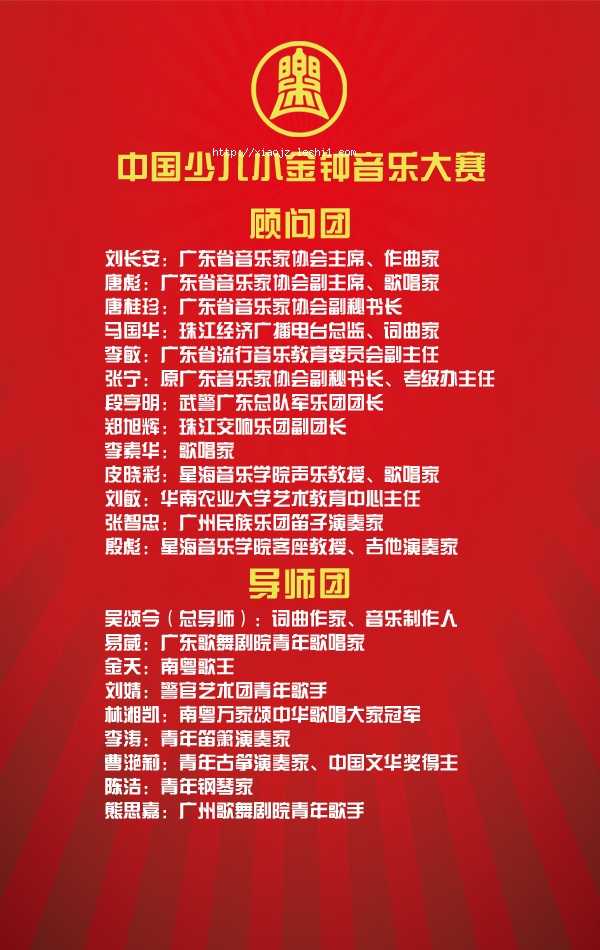 樂
http://xiaojz.leshi1.com
中国少儿小金钟音乐大赛
顾问团
刘长安：广东省音乐家协会主席、作曲家
唐彪：广东省音乐家协会副主席、歌唱家
唐桂珍：广东省音乐家协会副秘书长
马国华：珠江经济广播电台总监、词曲家
李敏：广东省流行音乐教育委员会副主任
张宁：原广东音乐家协会副秘书长、考级办主任
段亨明：武警广东总队军乐团团长
郑旭辉：珠江交响乐团副团长
李素华：歌唱家
皮晓彩：星海音乐学院声乐教授、歌唱家
刘敏：华南农业大学艺术教育中心主任
张智忠：广州民族乐团笛子演奏家
殷彪：星海音乐学院客座教授、吉他演奏家
导师团
吴颂今（总导师）：词曲作家、音乐制作人
易葳：广东歌舞剧院青年歌唱家
金天：南粤歌王
刘婧：警官艺术团青年歌手
林湘凯：南粤万家颂中华歌唱大家冠军
李涛：青年笛箫演奏家
曹滟莉：青年古筝演奏家、中国文华奖得主
陈洁：青年钢琴家
熊思嘉：广州歌舞剧院青年歌手